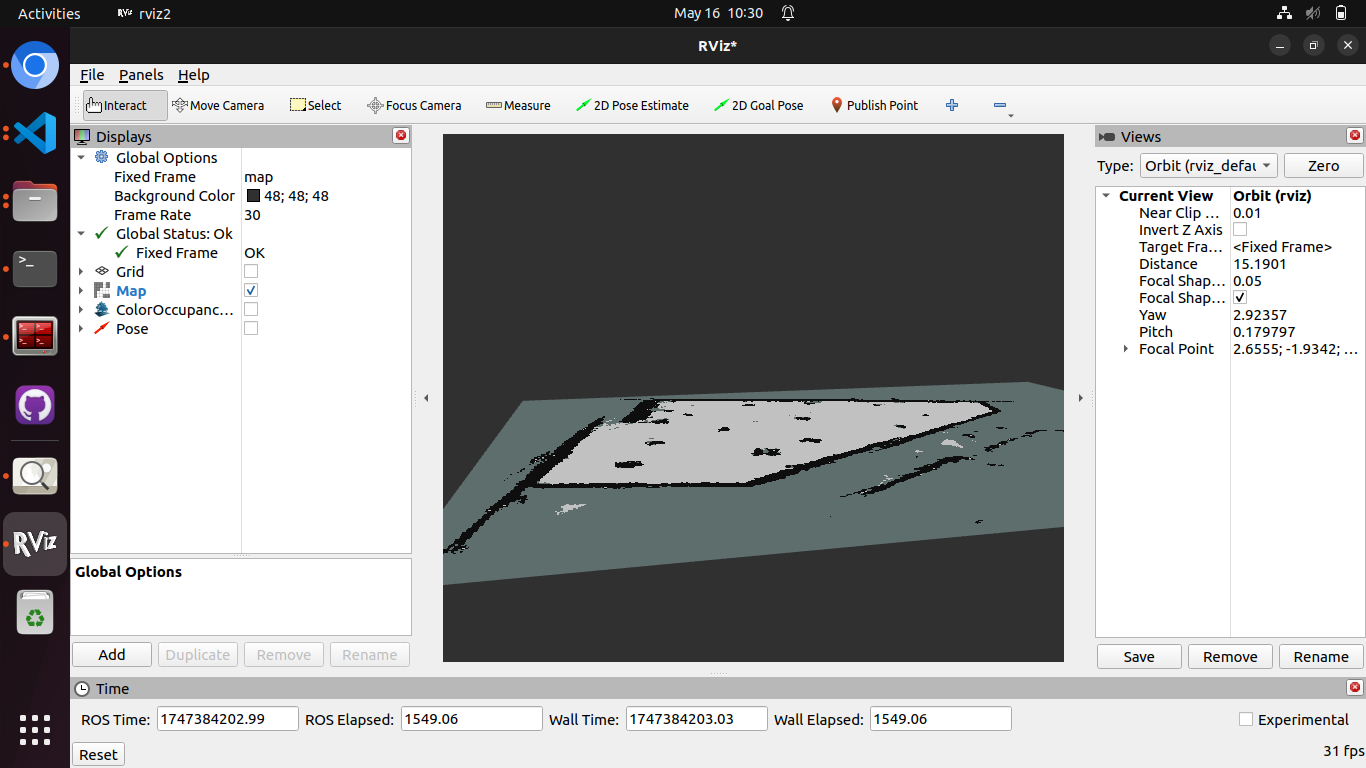 Activities rviz2 May 16 10:30
RViz*
File Panels Help
Interact Move Camera Select Focus Camera Measure 2D Pose Estimate 2D Goal Pose Publish Point
Displays
Global Options
Fixed Frame map
Background Color 48; 48; 48
Frame Rate 30
Global Status: Ok
Fixed Frame OK
Grid
Map
ColorOccupanc...
Pose
Global Options
Add Duplicate Remove Rename
Views
Type: Orbit (rviz_defau Zero
Current View Orbit (rviz)
Near Clip ... 0.01
Invert Z Axis
Target Fra... <Fixed Frame>
Distance 15.1901
Focal Shap... 0.05
Focal Shap...
Yaw 2.92357
Pitch 0.179797
Focal Point 2.6555; -1.9342; ...
Save Remove Rename
RViz
Time
ROS Time: 1747384202.99 ROS Elapsed: 1549.06 Wall Time: 1747384203.03 Wall Elapsed: 1549.06 Experimental
Reset 31 fps